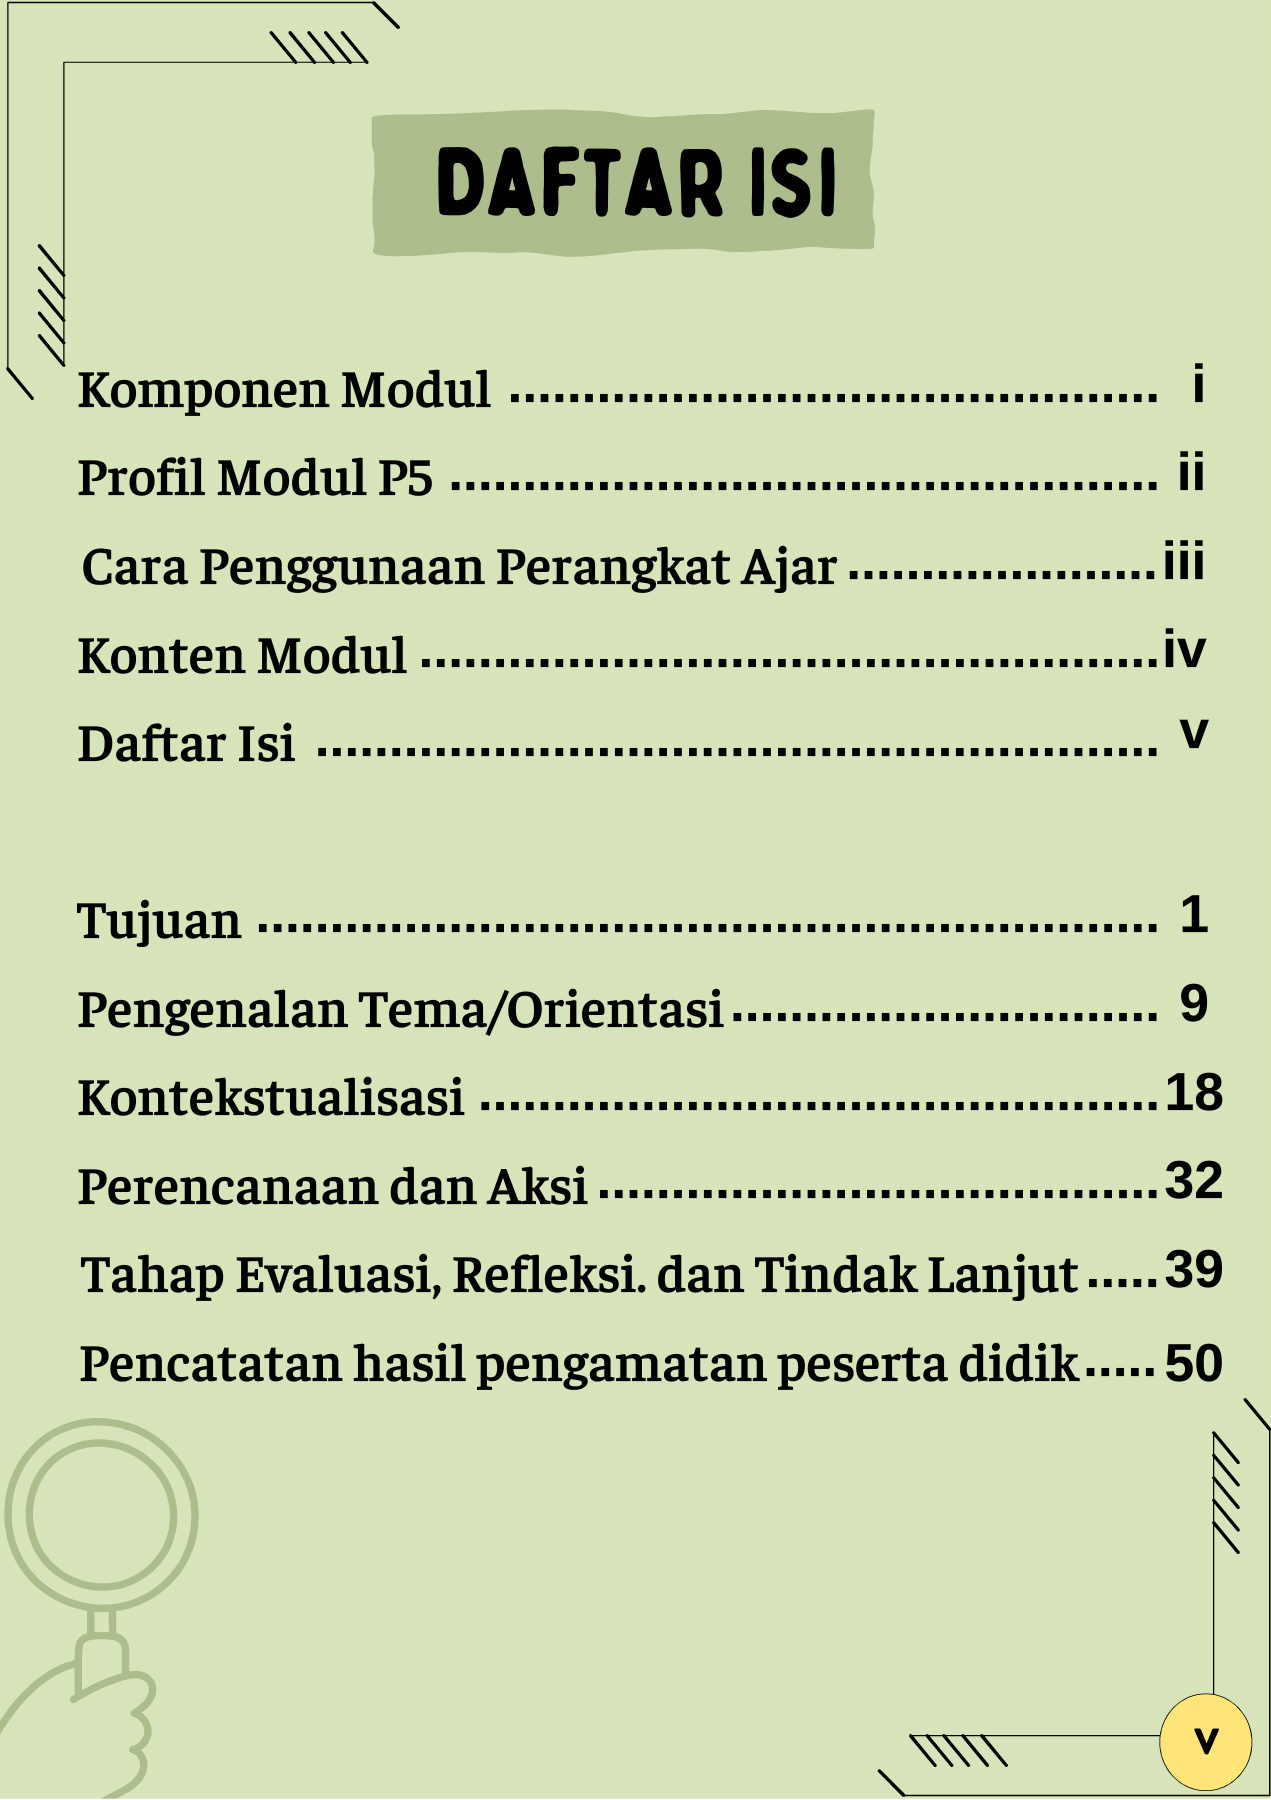 DAFTAR ISI
Komponen Modul ............................................ i
Profil Modul P5 ................................................ ii
Cara Penggunaan Perangkat Ajar .....................iii
Konten Modul ..................................................iv
Daftar Isi ......................................................... v
Tujuan ............................................................. 1
Pengenalan Tema/Orientasi ............................. 9
Kontekstualisasi ..............................................18
Perencanaan dan Aksi ......................................32
Tahap Evaluasi, Refleksi. dan Tindak Lanjut .....39
Pencatatan hasil pengamatan peserta didik.....50
v